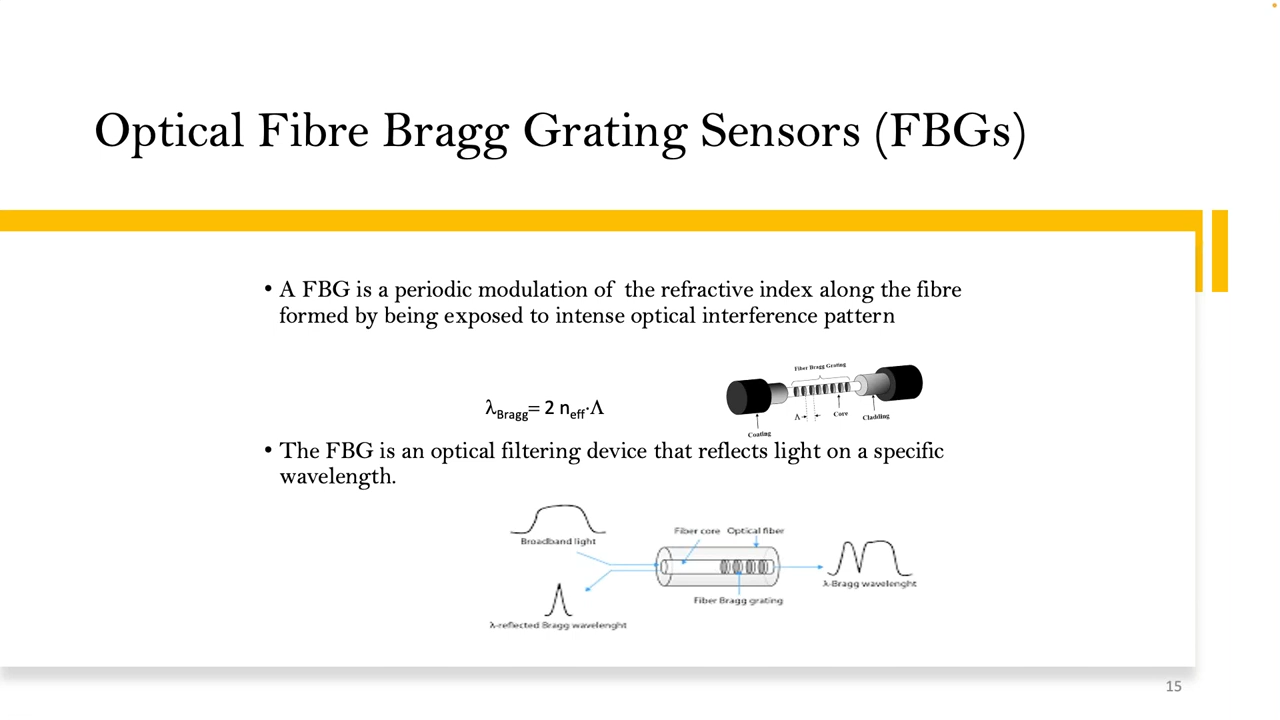 Optical Fibre Bragg Grating Sensors (FBGs)
• A FBG is a periodic modulation of the refractive index along the fibre
formed by being exposed to intense optical interference pattern
Fiber Bragg Grating
λBragg= 2 neff·Λ
Λ
Core
Cladding
Coating
• The FBG is an optical filtering device that reflects light on a specific
wavelength.
Broadband light
Fiber core
Optical fiber
λ-Bragg wavelenght
Fiber Bragg grating
λ-reflected Bragg wavelenght
15